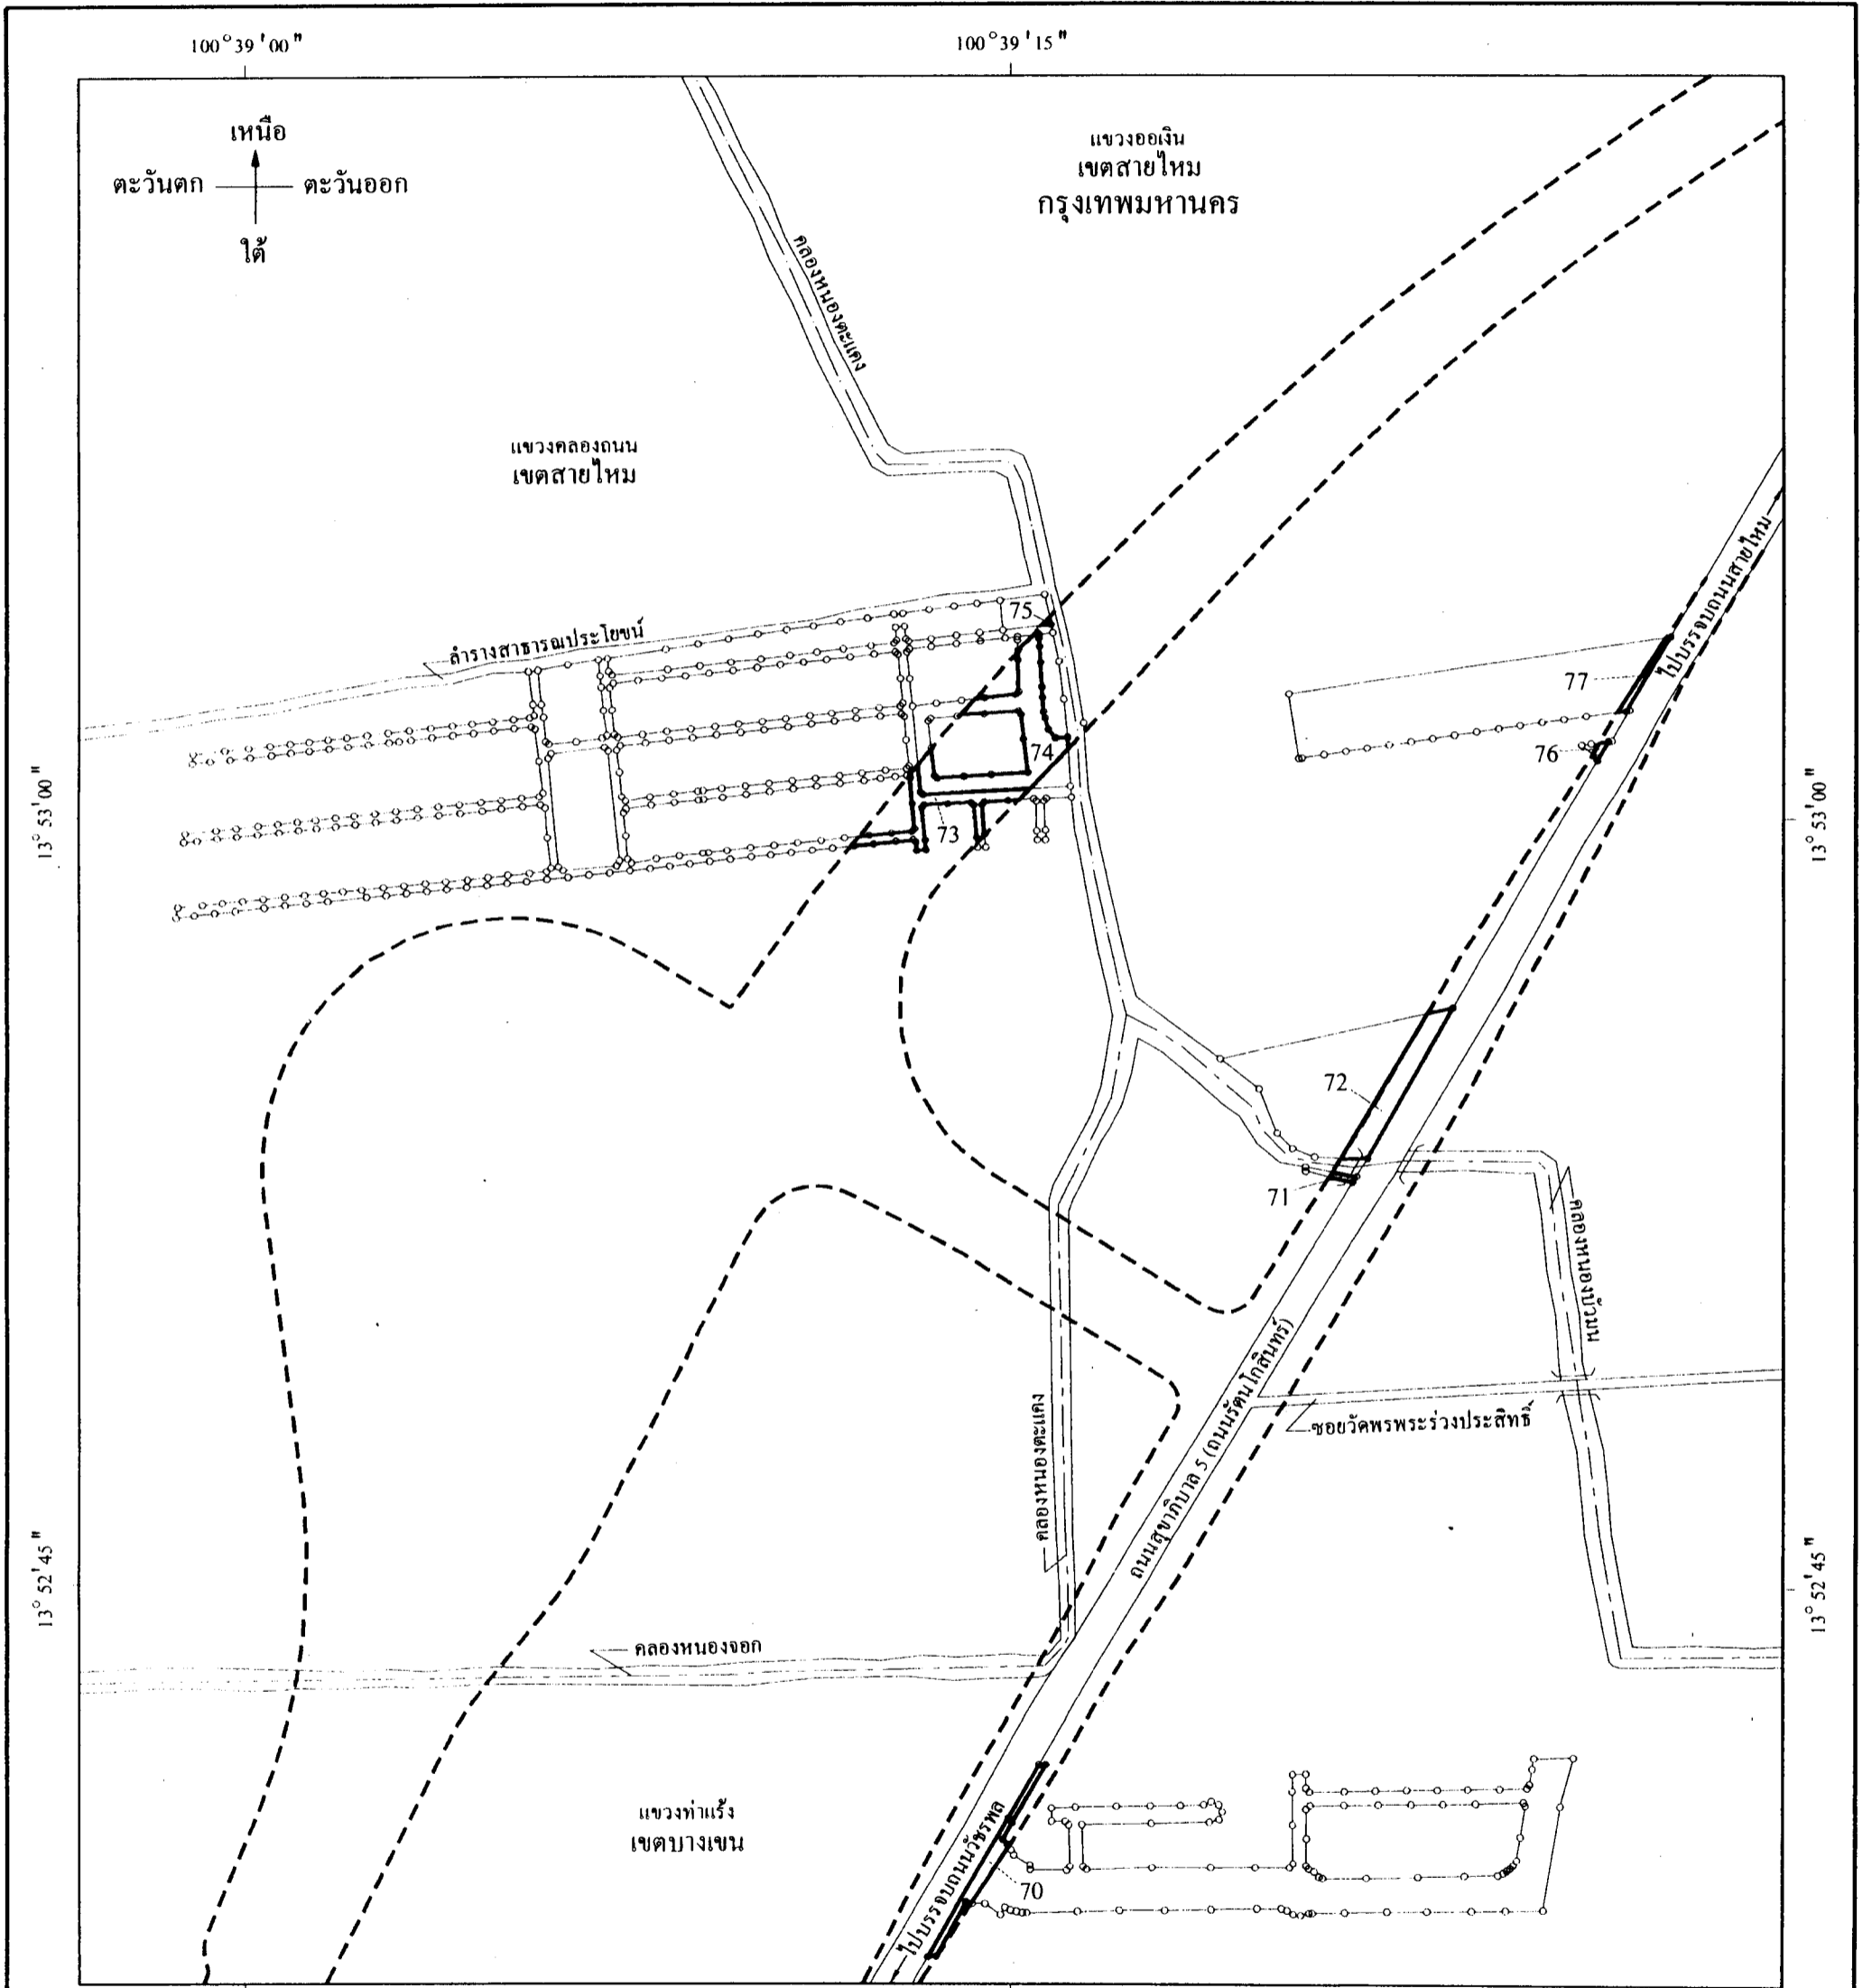 100°39'00"
100°39'15"
เหนือ
ตะวันตก
ตะวันออก
ใต้
แขวงออเงิน
เขตสายไหม
กรุงเทพมหานคร
คลองหนองตะแคง
แขวงคลองถนน
เขตสายไหม
ไปบรรจบถนนสายไหม
75
ลำรางสาธารณประโยชน์
77
74
76
13°53'00"
13°53'00"
73
72
71
คลองหนองบัวมน
ถนนสุขาภิบาล 5 (ถนนรัตนโกสินทร์)
คลองหนองตะแคง
ซอยวัดพรพระร่วงประสิทธิ์
13°52'45"
13°52'45"
คลองหนองจอก
แขวงท่าแร้ง
เขตบางเขน
ไปบรรจบถนนวัชรพล
70